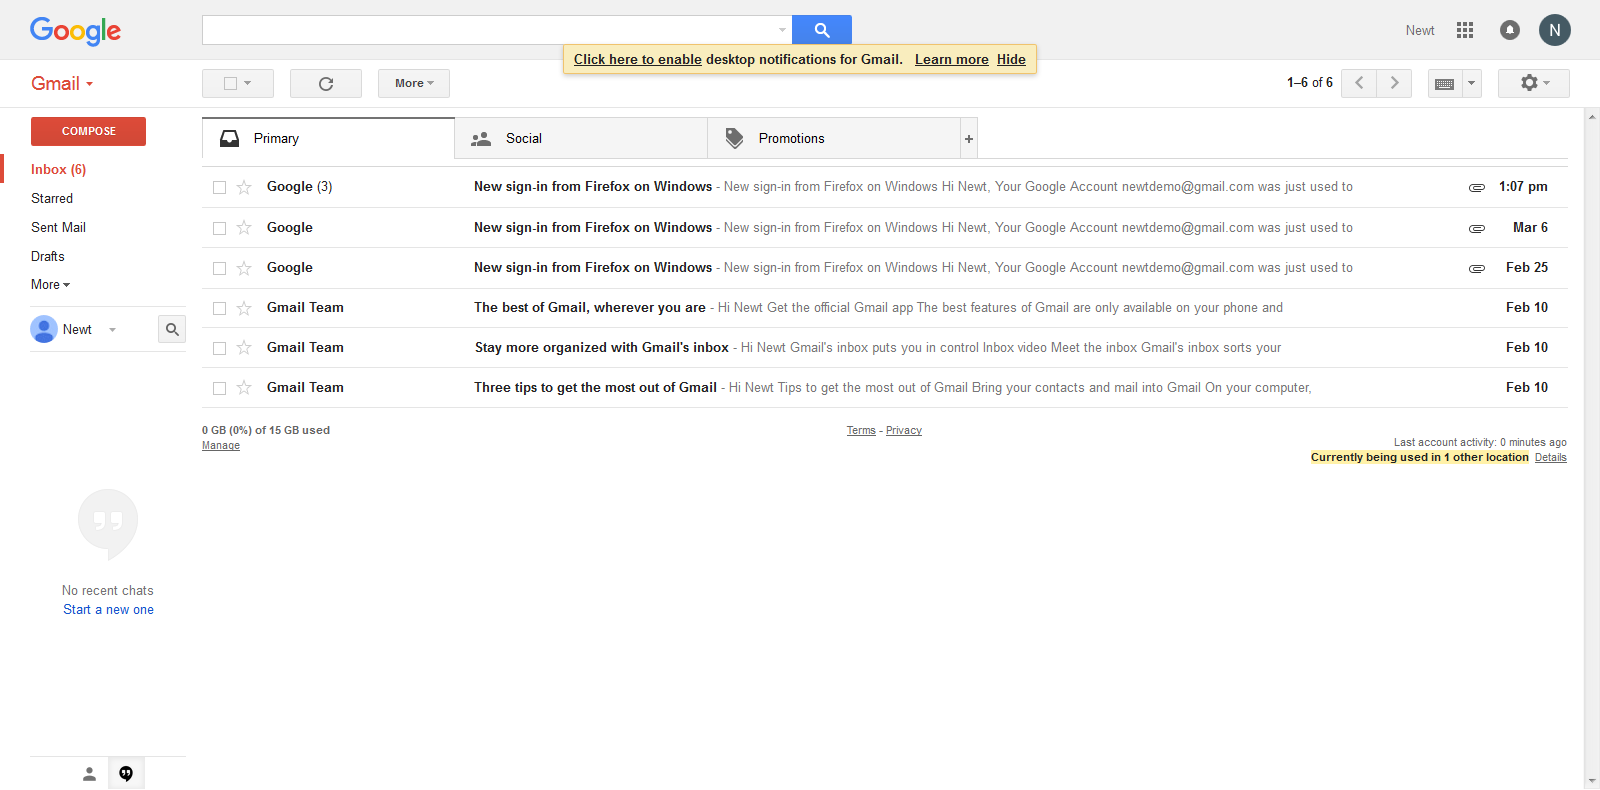 Google
Newt
N
Click here to enable desktop notifications for Gmail. Learn more Hide
Gmail
More
1–6 of 6
COMPOSE
Primary
Social
Promotions
+
Inbox (6)
Starred
Sent Mail
Drafts
More
Newt
Google (3) New sign-in from Firefox on Windows - New sign-in from Firefox on Windows Hi Newt, Your Google Account newtdemo@gmail.com was just used to 1:07 pm
Google New sign-in from Firefox on Windows - New sign-in from Firefox on Windows Hi Newt, Your Google Account newtdemo@gmail.com was just used to Mar 6
Google New sign-in from Firefox on Windows - New sign-in from Firefox on Windows Hi Newt, Your Google Account newtdemo@gmail.com was just used to Feb 25
Gmail Team The best of Gmail, wherever you are - Hi Newt Get the official Gmail app The best features of Gmail are only available on your phone and Feb 10
Gmail Team Stay more organized with Gmail's inbox - Hi Newt Gmail's inbox puts you in control Inbox video Meet the inbox Gmail's inbox sorts your Feb 10
Gmail Team Three tips to get the most out of Gmail - Hi Newt Tips to get the most out of Gmail Bring your contacts and mail into Gmail On your computer, Feb 10
0 GB (0%) of 15 GB used
Manage
Terms - Privacy
Last account activity: 0 minutes ago
Currently being used in 1 other location Details
No recent chats
Start a new one